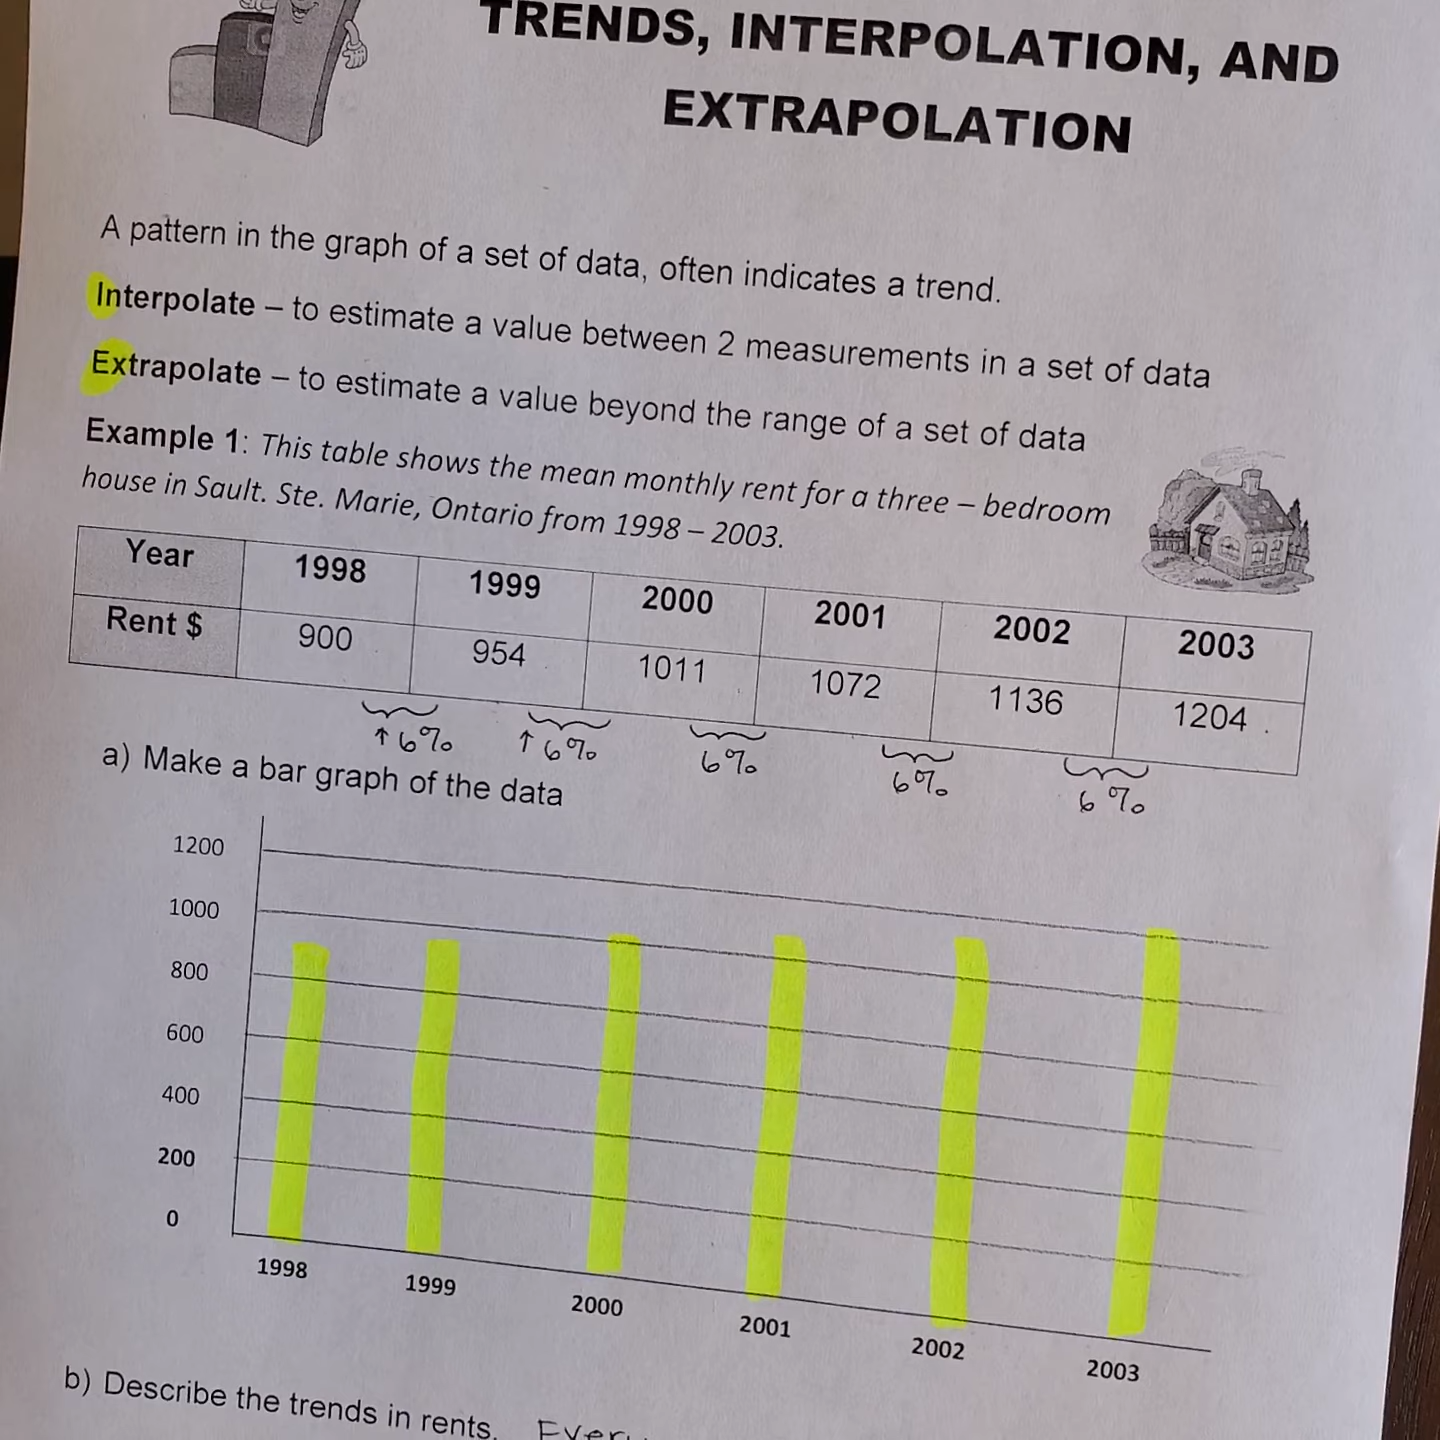 TRENDS, INTERPOLATION, AND
EXTRAPOLATION
A pattern in the graph of a set of data, often indicates a trend.
Interpolate – to estimate a value between 2 measurements in a set of data
Extrapolate – to estimate a value beyond the range of a set of data
Example 1: This table shows the mean monthly rent for a three – bedroom
house in Sault. Ste. Marie, Ontario from 1998 – 2003.
Year 1998 1999 2000 2001 2002 2003
Rent $ 900 954 1011 1072 1136 1204
↑ 6% ↑ 6% 6% 6% 6%
a) Make a bar graph of the data
1200
1000
800
600
400
200
0
1998 1999 2000 2001 2002 2003
b) Describe the trends in rents.